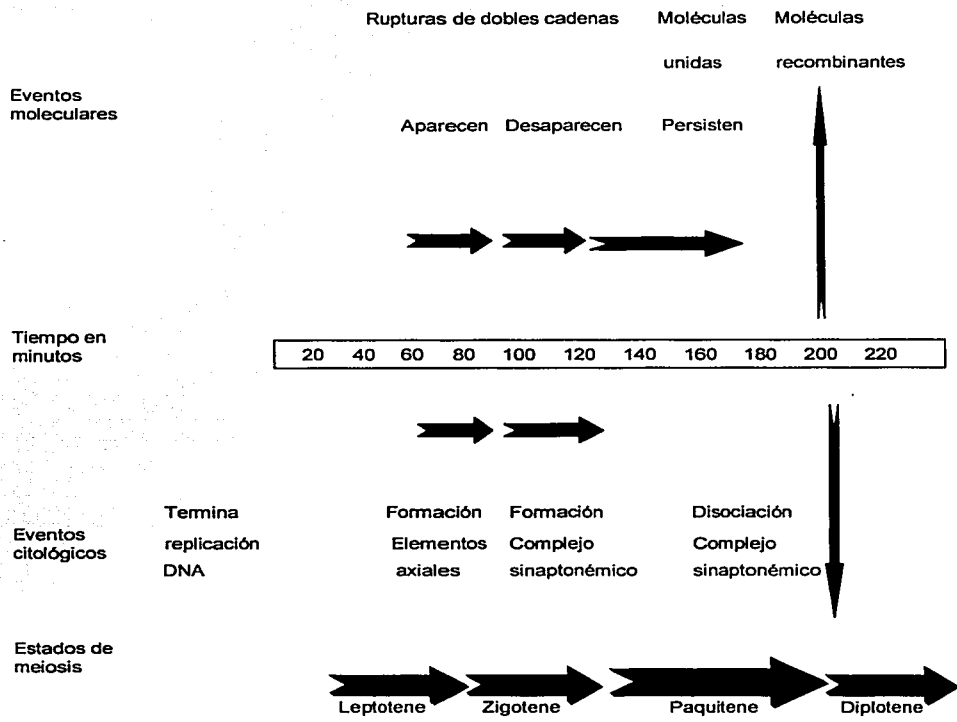 Rupturas de dobles cadenas Moléculas Moléculas
unidas recombinantes
Eventos
moleculares
Aparecen Desaparecen Persisten
Tiempo en
minutos
20 40 60 80 100 120 140 160 180 200 220
Termina Formación Formación Disociación
Eventos
citológicos
replicación Elementos Complejo Complejo
DNA axiales sinaptonémico sinaptonémico
Estados de
meiosis
Leptotene Zigotene Paquitene Diplotene